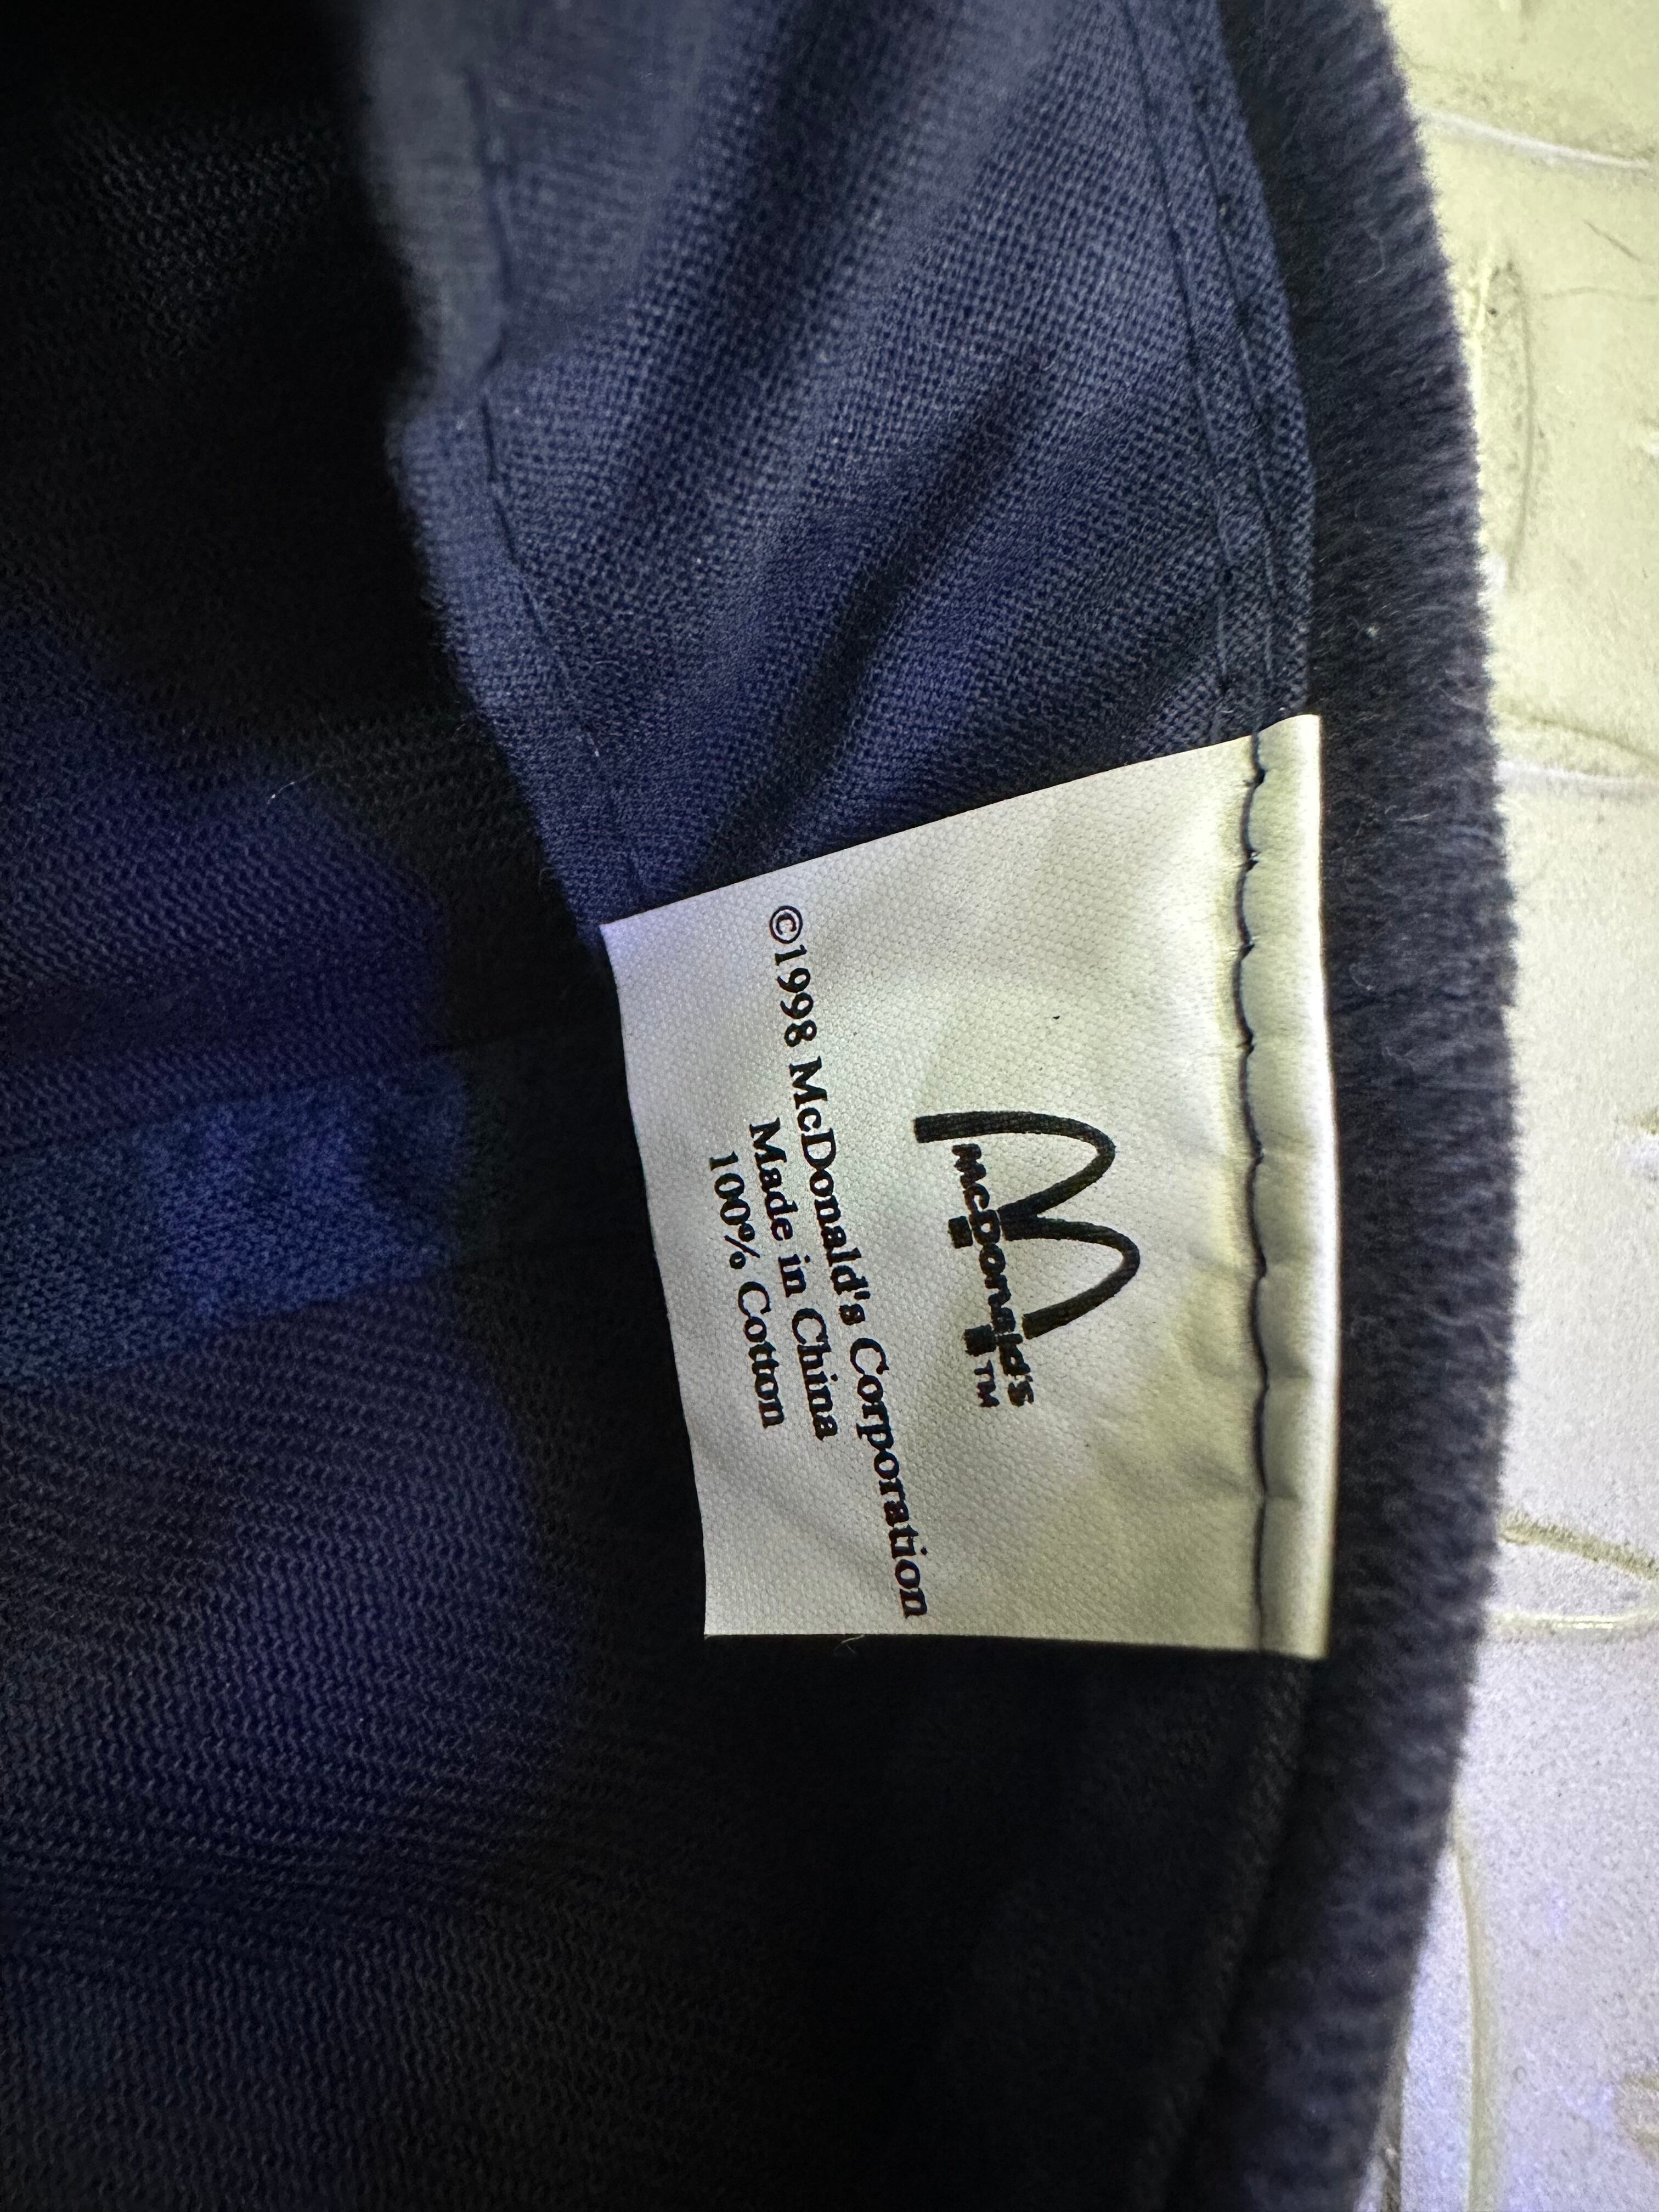 McDonald's TM
©1998 McDonald's Corporation
Made in China
100% Cotton